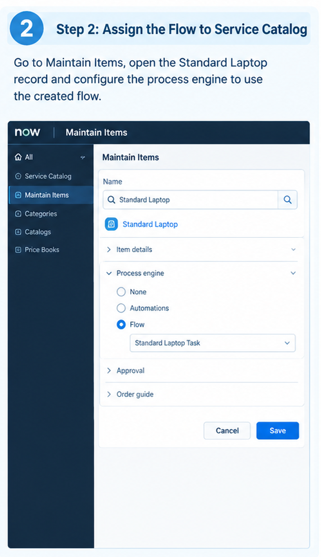 2
Step 2: Assign the Flow to Service Catalog
Go to Maintain Items, open the Standard Laptop
record and configure the process engine to use
the created flow.
now
Maintain Items
All
Service Catalog
Maintain Items
Categories
Catalogs
Price Books
Maintain Items
Name
Standard Laptop
Standard Laptop
Item details
Process engine
None
Automations
Flow
Standard Laptop Task
Approval
Order guide
Cancel
Save